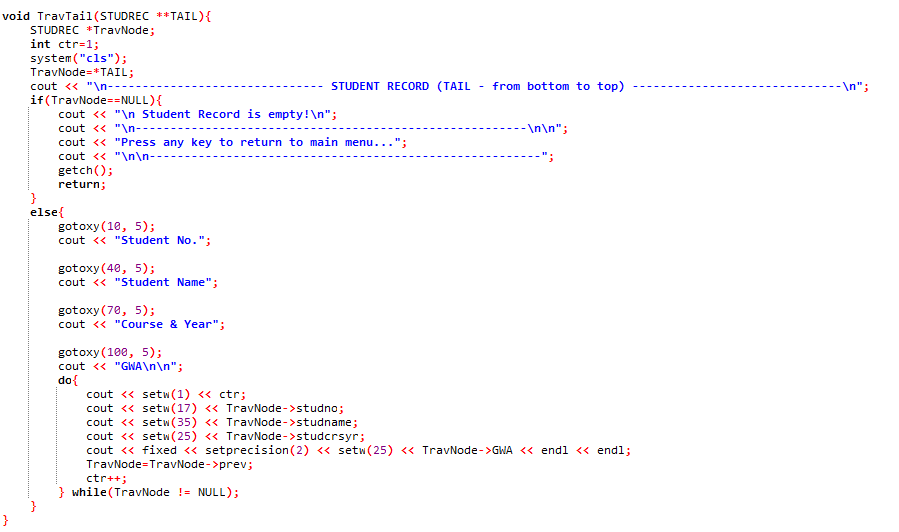 void TravTail(STUDREC **TAIL){
    STUDREC *TravNode;
    int ctr=1;
    system("cls");
    TravNode=*TAIL;
    cout << "\n------------------------------ STUDENT RECORD (TAIL - from bottom to top) -----------------------------\n";
    if(TravNode==NULL){
        cout << "\n Student Record is empty!\n";
        cout << "\n------------------------------------------------------\n\n";
        cout << "Press any key to return to main menu...";
        cout << "\n\n------------------------------------------------------";
        getch();
        return;
    }
    else{
        gotoxy(10, 5);
        cout << "Student No.";

        gotoxy(40, 5);
        cout << "Student Name";

        gotoxy(70, 5);
        cout << "Course & Year";

        gotoxy(100, 5);
        cout << "GWA\n\n";
        do{
            cout << setw(1) << ctr;
            cout << setw(17) << TravNode->studno;
            cout << setw(35) << TravNode->studname;
            cout << setw(25) << TravNode->studcrsyr;
            cout << fixed << setprecision(2) << setw(25) << TravNode->GWA << endl << endl;
            TravNode=TravNode->prev;
            ctr++;
        } while(TravNode != NULL);
    }
}